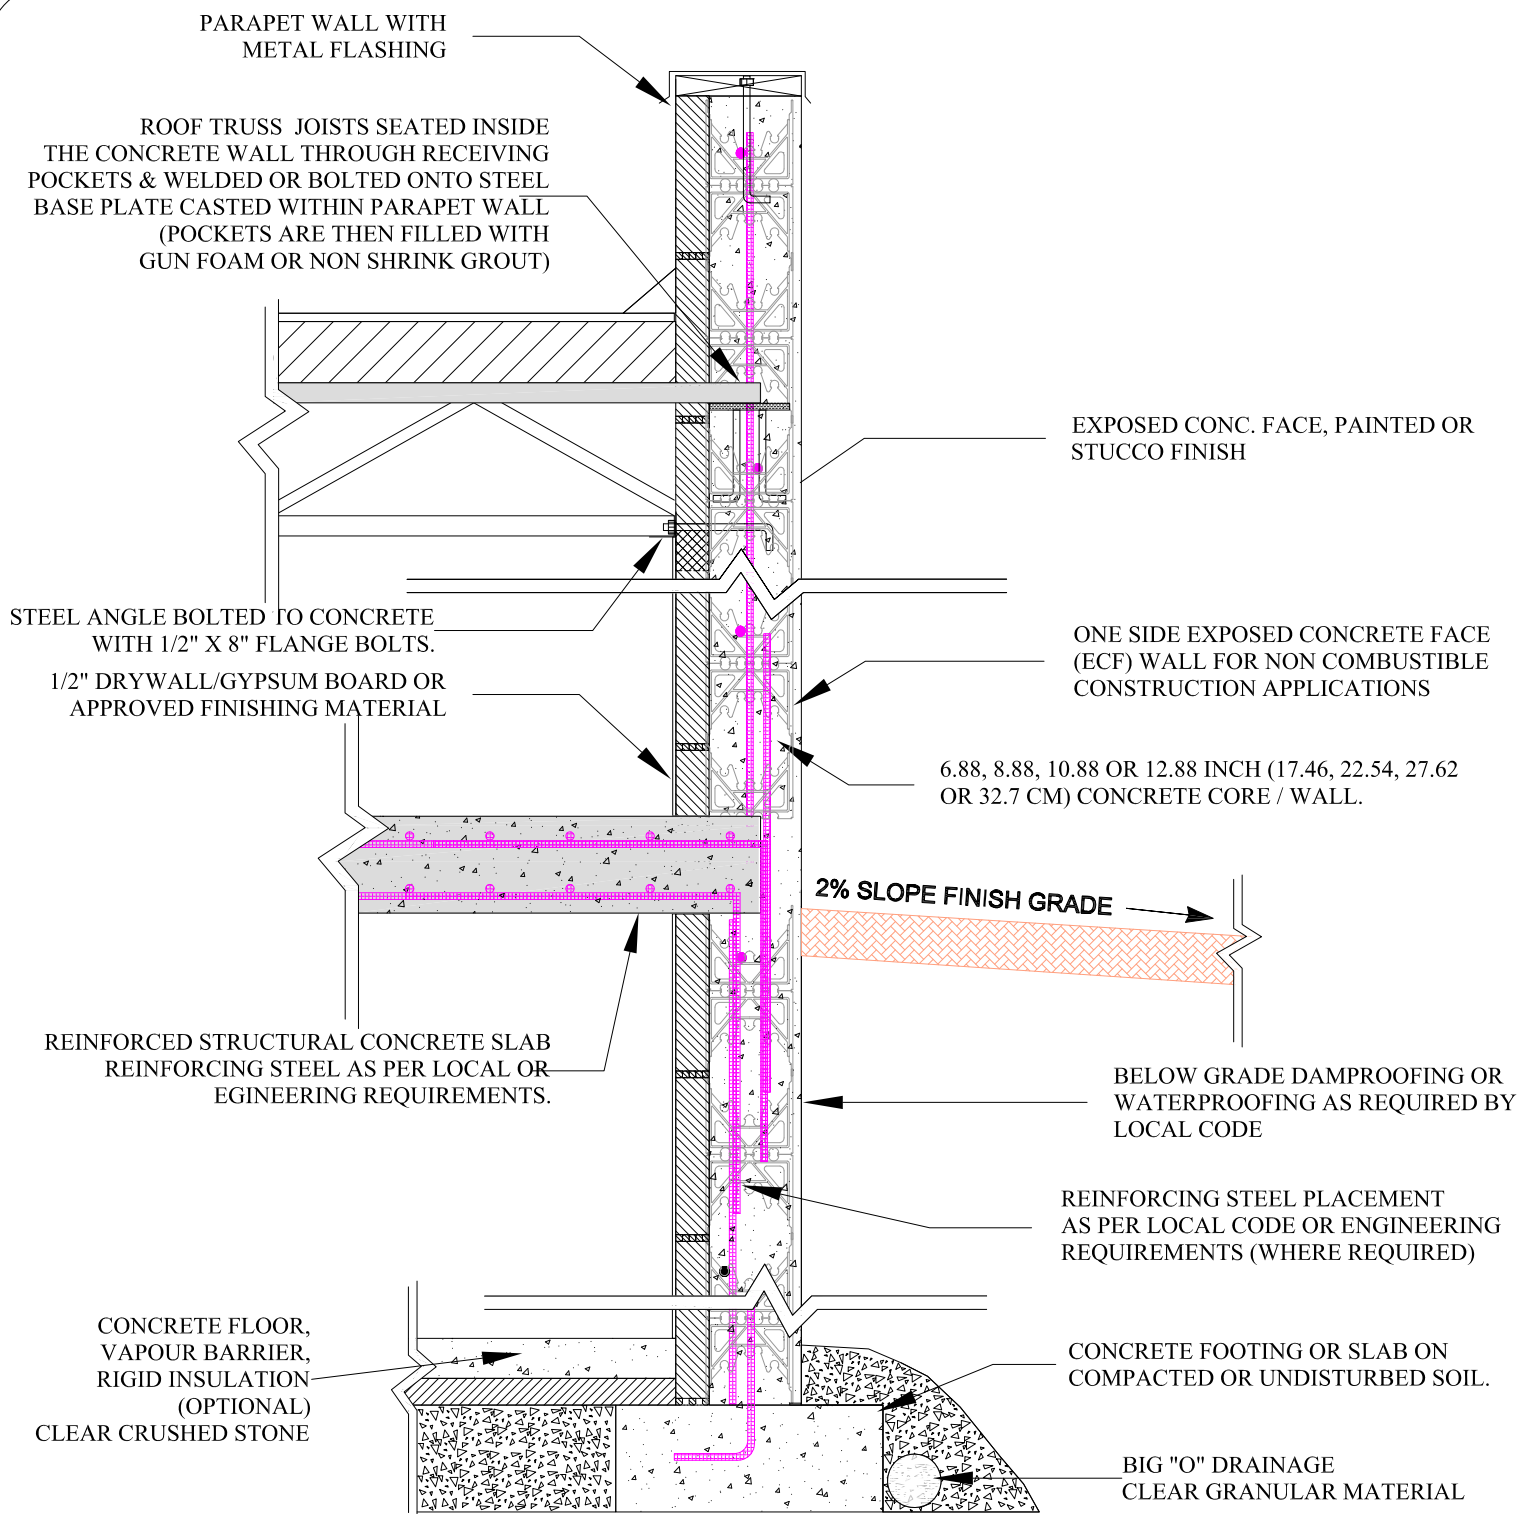 PARAPET WALL WITH
METAL FLASHING
ROOF TRUSS JOISTS SEATED INSIDE
THE CONCRETE WALL THROUGH RECEIVING
POCKETS & WELDED OR BOLTED ONTO STEEL
BASE PLATE CASTED WITHIN PARAPET WALL
(POCKETS ARE THEN FILLED WITH
GUN FOAM OR NON SHRINK GROUT)
EXPOSED CONC. FACE, PAINTED OR
STUCCO FINISH
STEEL ANGLE BOLTED TO CONCRETE
WITH 1/2" X 8" FLANGE BOLTS.
1/2" DRYWALL/GYPSUM BOARD OR
APPROVED FINISHING MATERIAL
ONE SIDE EXPOSED CONCRETE FACE
(ECF) WALL FOR NON COMBUSTIBLE
CONSTRUCTION APPLICATIONS
6.88, 8.88, 10.88 OR 12.88 INCH (17.46, 22.54, 27.62
OR 32.7 CM) CONCRETE CORE / WALL.
2% SLOPE FINISH GRADE
REINFORCED STRUCTURAL CONCRETE SLAB
REINFORCING STEEL AS PER LOCAL OR
EGINEERING REQUIREMENTS.
BELOW GRADE DAMPROOFING OR
WATERPROOFING AS REQUIRED BY
LOCAL CODE
REINFORCING STEEL PLACEMENT
AS PER LOCAL CODE OR ENGINEERING
REQUIREMENTS (WHERE REQUIRED)
CONCRETE FLOOR,
VAPOUR BARRIER,
RIGID INSULATION
(OPTIONAL)
CLEAR CRUSHED STONE
CONCRETE FOOTING OR SLAB ON
COMPACTED OR UNDISTURBED SOIL.
BIG "O" DRAINAGE
CLEAR GRANULAR MATERIAL